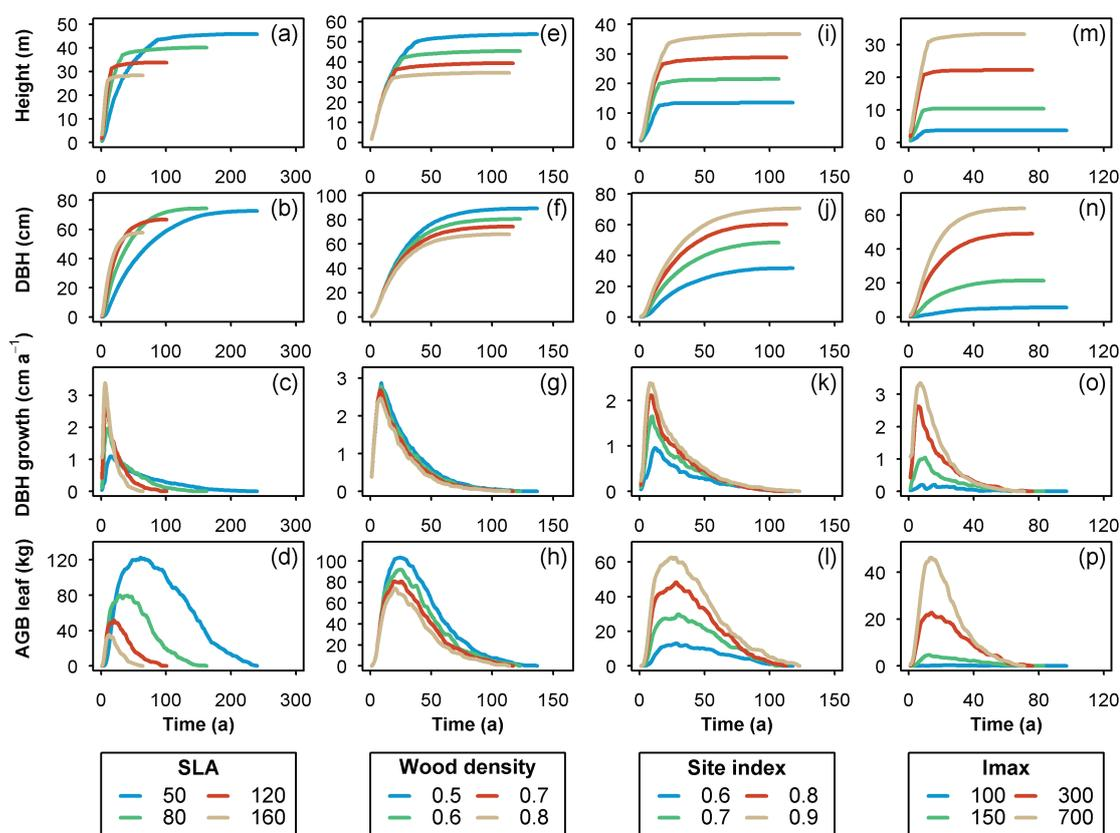 Height (m)
50
40
30
20
10
0
(a)
0 100 200 300
60
50
40
30
20
10
0
(e)
0 50 100 150
40
30
20
10
0
(i)
0 50 100 150
30
20
10
0
(m)
0 40 80 120
DBH (cm)
80
60
40
20
0
(b)
0 100 200 300
100
80
60
40
20
0
(f)
0 50 100 150
80
60
40
20
0
(j)
0 50 100 150
60
40
20
0
(n)
0 40 80 120
DBH growth (cm a⁻¹)
3
2
1
0
(c)
0 100 200 300
3
2
1
0
(g)
0 50 100 150
2
1
0
(k)
0 50 100 150
3
2
1
0
(o)
0 40 80 120
AGB leaf (kg)
120
80
40
0
(d)
0 100 200 300
Time (a)
100
80
60
40
20
0
(h)
0 50 100 150
Time (a)
60
40
20
0
(l)
0 50 100 150
Time (a)
40
20
0
(p)
0 40 80 120
Time (a)
SLA
50 120
80 160
Wood density
0.5 0.7
0.6 0.8
Site index
0.6 0.8
0.7 0.9
Imax
100 300
150 700